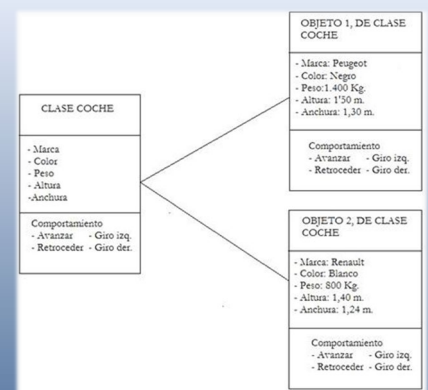 CLASE COCHE
- Marca
- Color
- Peso
- Altura
-Anchura
Comportamiento
- Avanzar - Giro izq.
- Retroceder - Giro der.
OBJETO 1, DE CLASE
COCHE
- Marca: Peugeot
- Color: Negro
- Peso:1.400 Kg.
- Altura: 1'50 m.
- Anchura: 1,30 m.
Comportamiento
- Avanzar - Giro izq.
- Retroceder - Giro der.
OBJETO 2, DE CLASE
COCHE
- Marca: Renault
- Color: Blanco
- Peso: 800 Kg.
- Altura: 1,40 m.
- Anchura: 1,24 m.
Comportamiento
- Avanzar - Giro izq.
- Retroceder - Giro der.